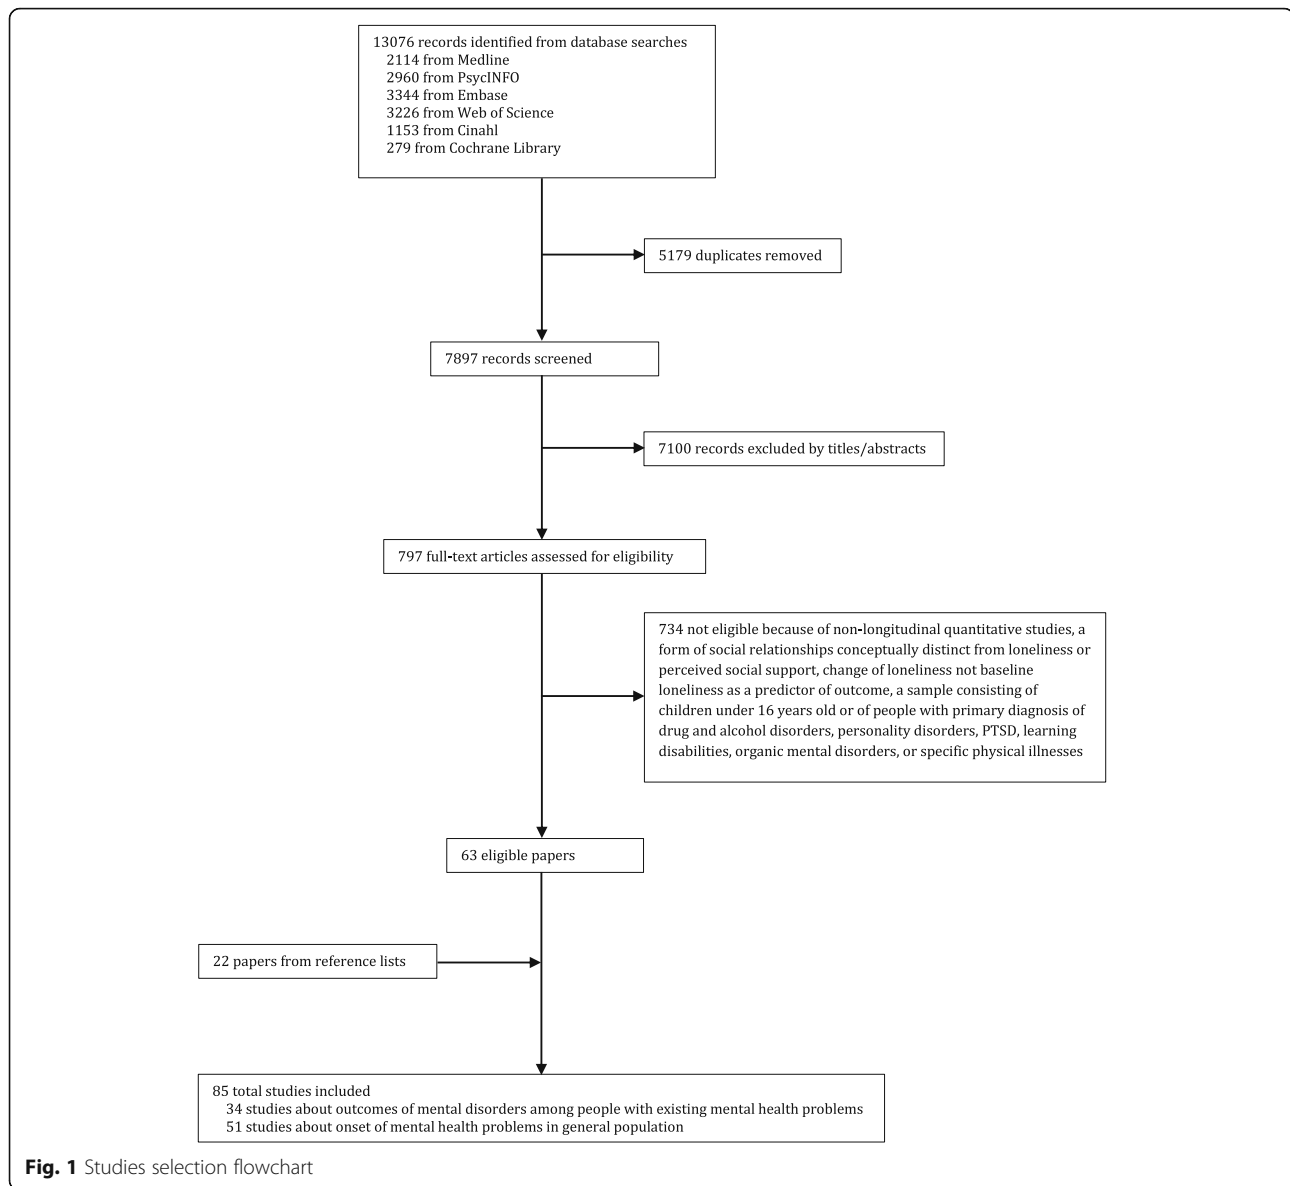 13076 records identified from database searches
2114 from Medline
2960 from PsycINFO
3344 from Embase
3226 from Web of Science
1153 from Cinahl
279 from Cochrane Library
5179 duplicates removed
7897 records screened
7100 records excluded by titles/abstracts
797 full-text articles assessed for eligibility
734 not eligible because of non-longitudinal quantitative studies, a
form of social relationships conceptually distinct from loneliness or
perceived social support, change of loneliness not baseline
loneliness as a predictor of outcome, a sample consisting of
children under 16 years old or of people with primary diagnosis of
drug and alcohol disorders, personality disorders, PTSD, learning
disabilities, organic mental disorders, or specific physical illnesses
63 eligible papers
22 papers from reference lists
85 total studies included
34 studies about outcomes of mental disorders among people with existing mental health problems
51 studies about onset of mental health problems in general population
Fig. 1 Studies selection flowchart